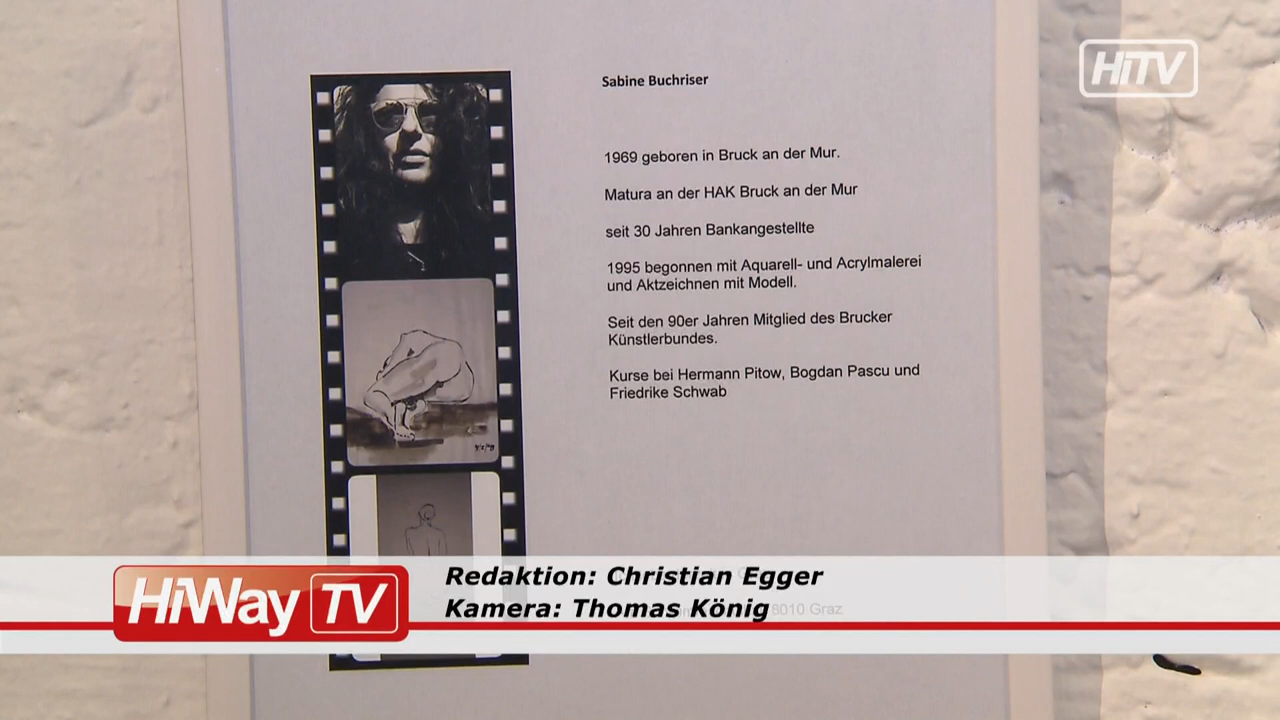 HiTV
Sabine Buchriser
1969 geboren in Bruck an der Mur.
Matura an der HAK Bruck an der Mur
seit 30 Jahren Bankangestellte
1995 begonnen mit Aquarell- und Acrylmalerei
und Aktzeichnen mit Modell.
Seit den 90er Jahren Mitglied des Brucker
Künstlerbundes.
Kurse bei Hermann Pitow, Bogdan Pascu und
Friedrike Schwab
HiWay TV
Redaktion: Christian Egger
Kamera: Thomas König
8010 Graz